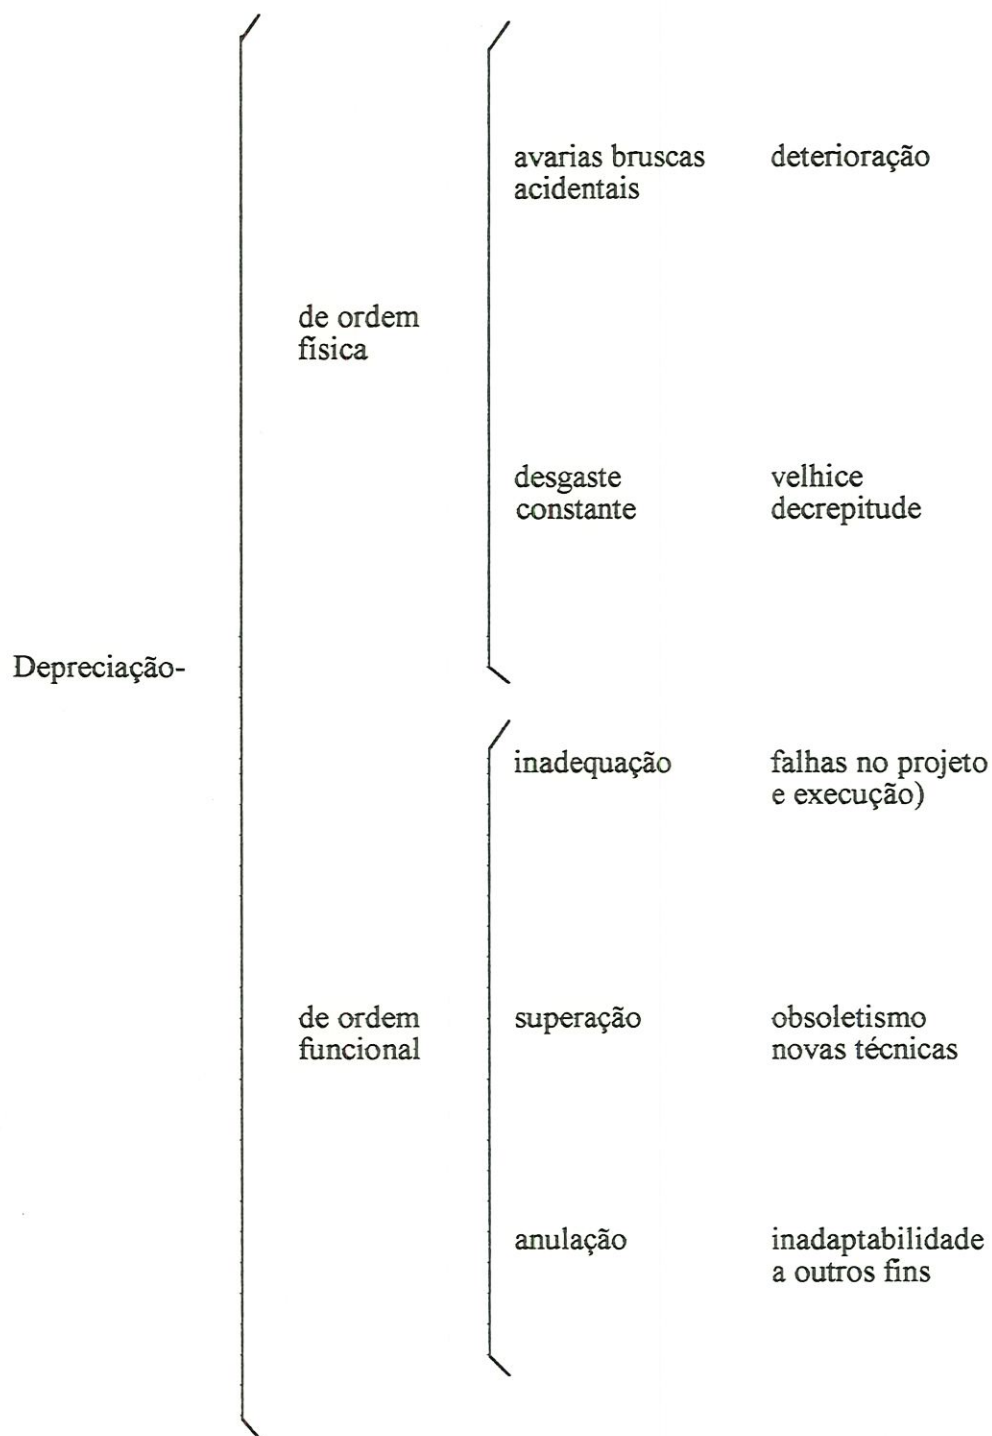 avarias bruscas deterioração
acidentais
de ordem
física
desgaste velhice
constante decrepitude
Depreciação-
inadequação falhas no projeto
e execução)
de ordem superação obsoletismo
funcional novas técnicas
anulação inadaptabilidade
a outros fins